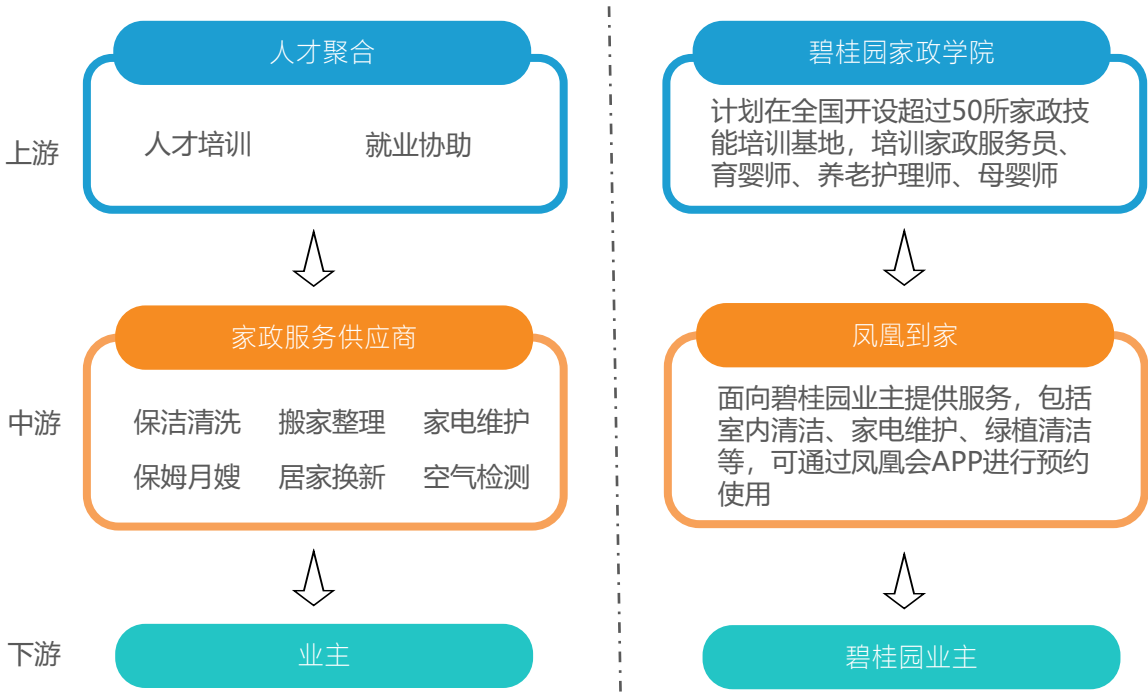 人才聚合
碧桂园家政学院
上游
人才培训
就业协助
计划在全国开设超过50所家政技
能培训基地，培训家政服务员、
育婴师、养老护理师、母婴师
家政服务供应商
凤凰到家
中游
保洁清洗
搬家整理
家电维护
保姆月嫂
居家换新
空气检测
面向碧桂园业主提供服务，包括
室内清洁、家电维护、绿植清洁
等，可通过凤凰会APP进行预约
使用
下游
业主
碧桂园业主